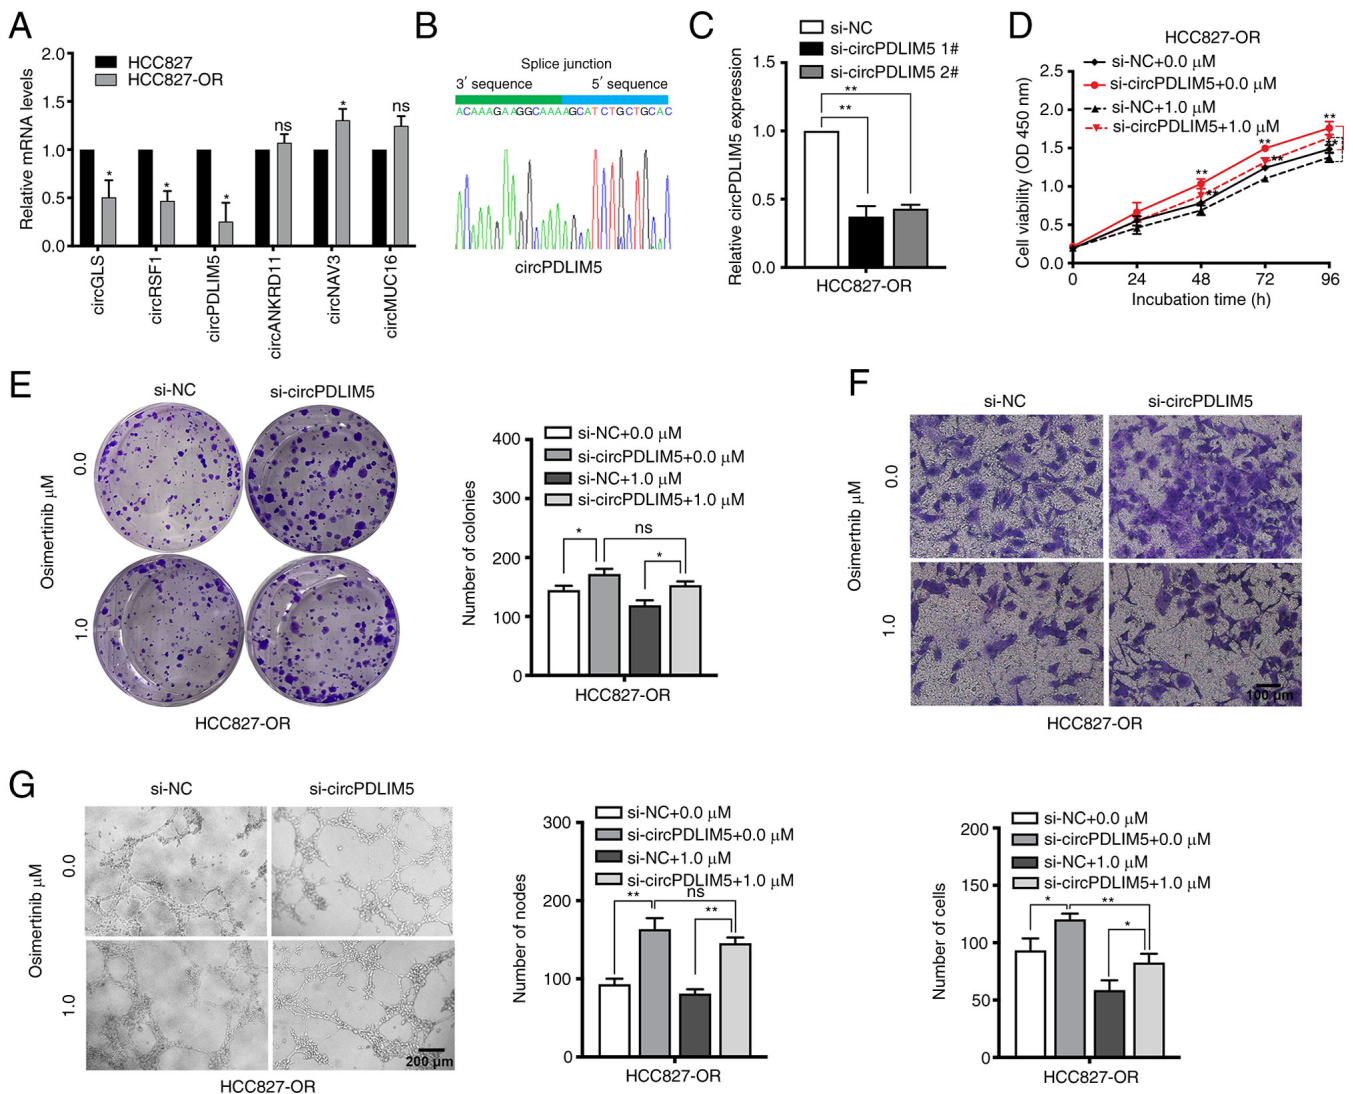 A
2.0
1.5
1.0
0.5
0.0
Relative mRNA levels
HCC827
HCC827-OR
*
*
*
ns
*
ns
circGLS
circRSF1
circPDLIM5
circANKRD11
circNAV3
circMUC16
B
Splice junction
3′ sequence 5′ sequence
ACAAAGAAGGCAAAAGCATCTGCTGCAC
circPDLIM5
C
si-NC
si-circPDLIM5 1#
si-circPDLIM5 2#
Relative circPDLIM5 expression
1.5
1.0
0.5
0.0
**
**
HCC827-OR
D
HCC827-OR
si-NC+0.0 μM
si-circPDLIM5+0.0 μM
si-NC+1.0 μM
si-circPDLIM5+1.0 μM
Cell viability (OD 450 nm)
2.5
2.0
1.5
1.0
0.5
0.0
**
**
**
**
**
**
0 24 48 72 96
Incubation time (h)
E
si-NC si-circPDLIM5
Osimertinib μM
0.0
1.0
HCC827-OR
Number of colonies
400
300
200
100
0
si-NC+0.0 μM
si-circPDLIM5+0.0 μM
si-NC+1.0 μM
si-circPDLIM5+1.0 μM
* ns
*
HCC827-OR
F
si-NC si-circPDLIM5
Osimertinib μM
0.0
1.0
100 μm
HCC827-OR
G
si-NC si-circPDLIM5
Osimertinib μM
0.0
1.0
200 μm
HCC827-OR
Number of nodes
300
200
100
0
si-NC+0.0 μM
si-circPDLIM5+0.0 μM
si-NC+1.0 μM
si-circPDLIM5+1.0 μM
** ns
**
HCC827-OR
Number of cells
200
150
100
50
0
si-NC+0.0 μM
si-circPDLIM5+0.0 μM
si-NC+1.0 μM
si-circPDLIM5+1.0 μM
* **
*
HCC827-OR